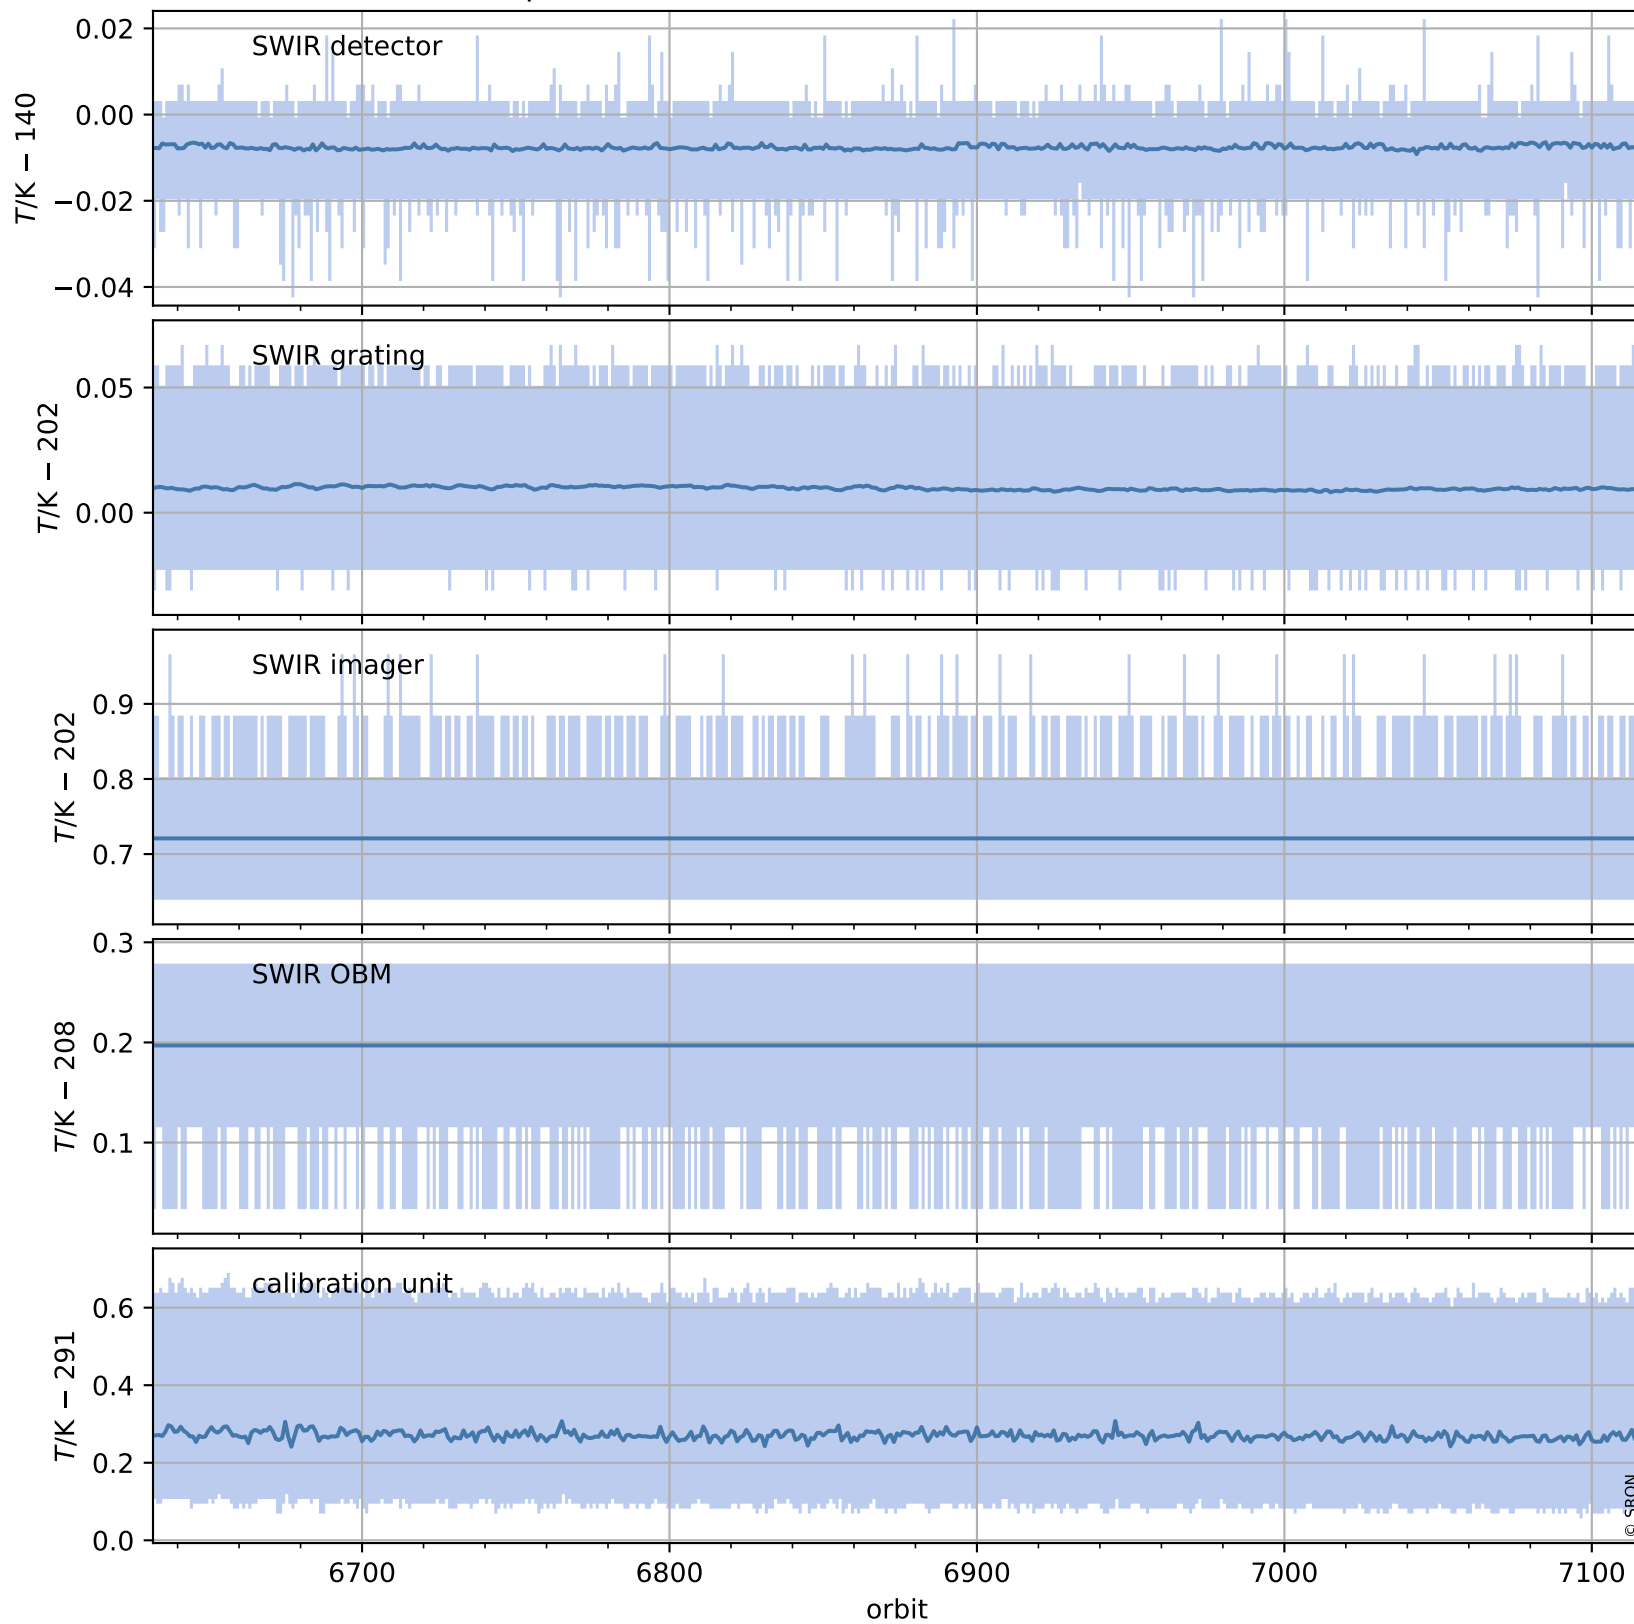 0.02
SWIR detector
0.00
T/K − 140
−0.02
−0.04
SWIR grating
0.05
T/K − 202
0.00
SWIR imager
0.9
T/K − 202
0.8
0.7
0.3
SWIR OBM
0.2
T/K − 208
0.1
calibration unit
0.6
T/K − 291
0.4
0.2
0.0
© SRON
6700 6800 6900 7000 7100
orbit